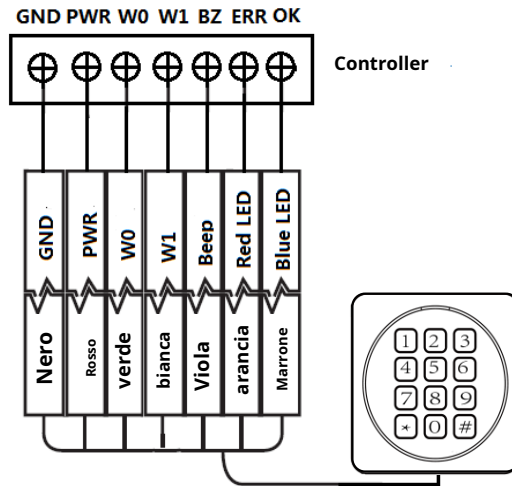 GND PWR W0 W1 BZ ERR OK
Controller
GND
PWR
W0
W1
Beep
Red LED
Blue LED
Nero
Rosso
verde
bianca
Viola
arancia
Marrone
1 2 3
4 5 6
7 8 9
* 0 #